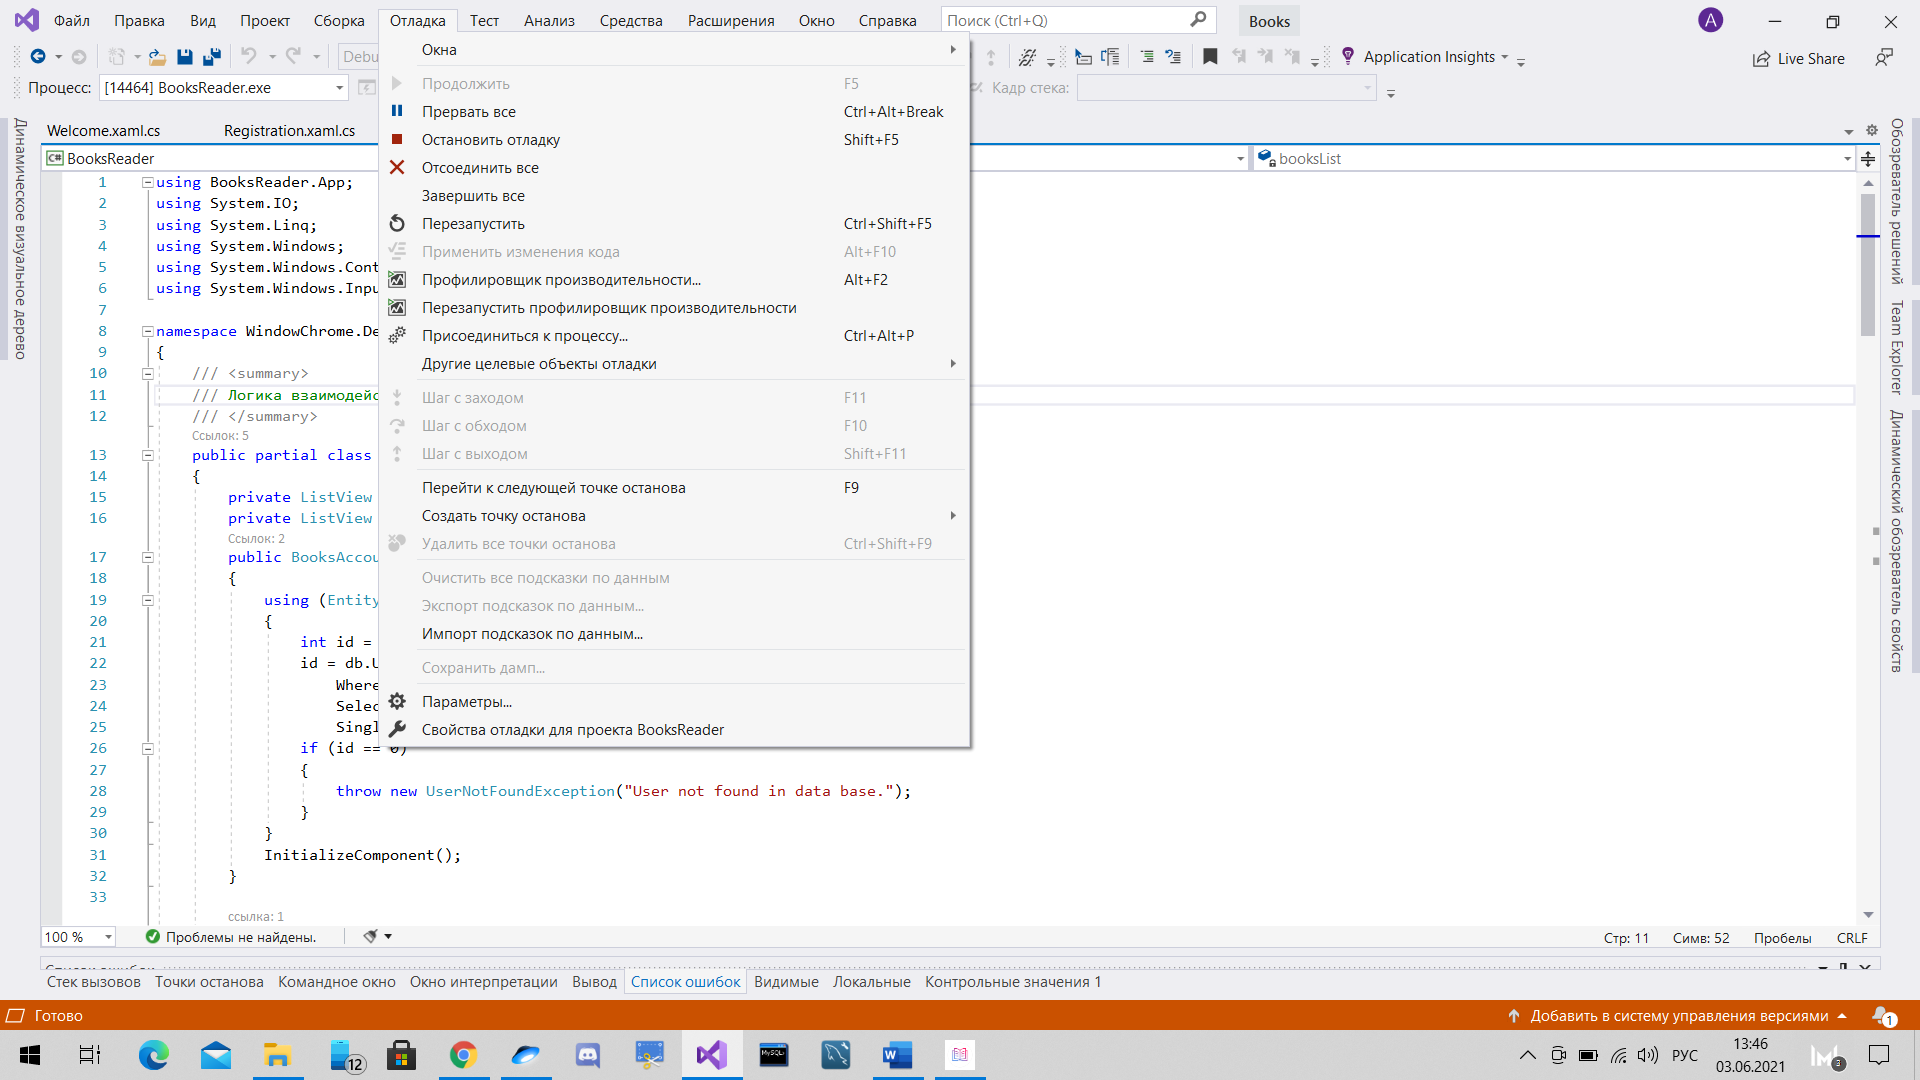 Файл Правка Вид Проект Сборка Отладка Тест Анализ Средства Расширения Окно Справка Поиск (Ctrl+Q) Books A
Debu Application Insights Live Share
Процесс: [14464] BooksReader.exe Кадр стека:
Welcome.xaml.cs Registration.xaml.cs
BooksReader booksList
Окна
Продолжить F5
Прервать все Ctrl+Alt+Break
Остановить отладку Shift+F5
Отсоединить все
Завершить все
Перезапустить Ctrl+Shift+F5
Применить изменения кода Alt+F10
Профилировщик производительности... Alt+F2
Перезапустить профилировщик производительности
Присоединиться к процессу... Ctrl+Alt+P
Другие целевые объекты отладки
Шаг с заходом F11
Шаг с обходом F10
Шаг с выходом Shift+F11
Перейти к следующей точке останова F9
Создать точку останова
Удалить все точки останова Ctrl+Shift+F9
Очистить все подсказки по данным
Экспорт подсказок по данным...
Импорт подсказок по данным...
Сохранить дамп...
Параметры...
Свойства отладки для проекта BooksReader
Динамическое визуальное дерево
1 using BooksReader.App;
2 using System.IO;
3 using System.Linq;
4 using System.Windows;
5 using System.Windows.Cont
6 using System.Windows.Inpu
7
8 namespace WindowChrome.De
9 {
10 /// <summary>
11 /// Логика взаимодейс
12 /// </summary>
Ссылок: 5
13 public partial class
14 {
15 private ListView
16 private ListView
Ссылок: 2
17 public BooksAccou
18 {
19 using (Entity
20 {
21 int id =
22 id = db.U
23 Where
24 Selec
25 Singl
26 if (id == 0)
27 {
28 throw new UserNotFoundException("User not found in data base.");
29 }
30 }
31 InitializeComponent();
32 }
33
ссылка: 1
Обозреватель решений
Team Explorer
Динамический обозреватель свойств
100 % Проблемы не найдены. Стр: 11 Симв: 52 Пробелы CRLF
Список ошибок
Стек вызовов Точки останова Командное окно Окно интерпретации Вывод Список ошибок Видимые Локальные Контрольные значения 1
Готово Добавить в систему управления версиями 1
12 MySQL РУС 13:46 3
03.06.2021